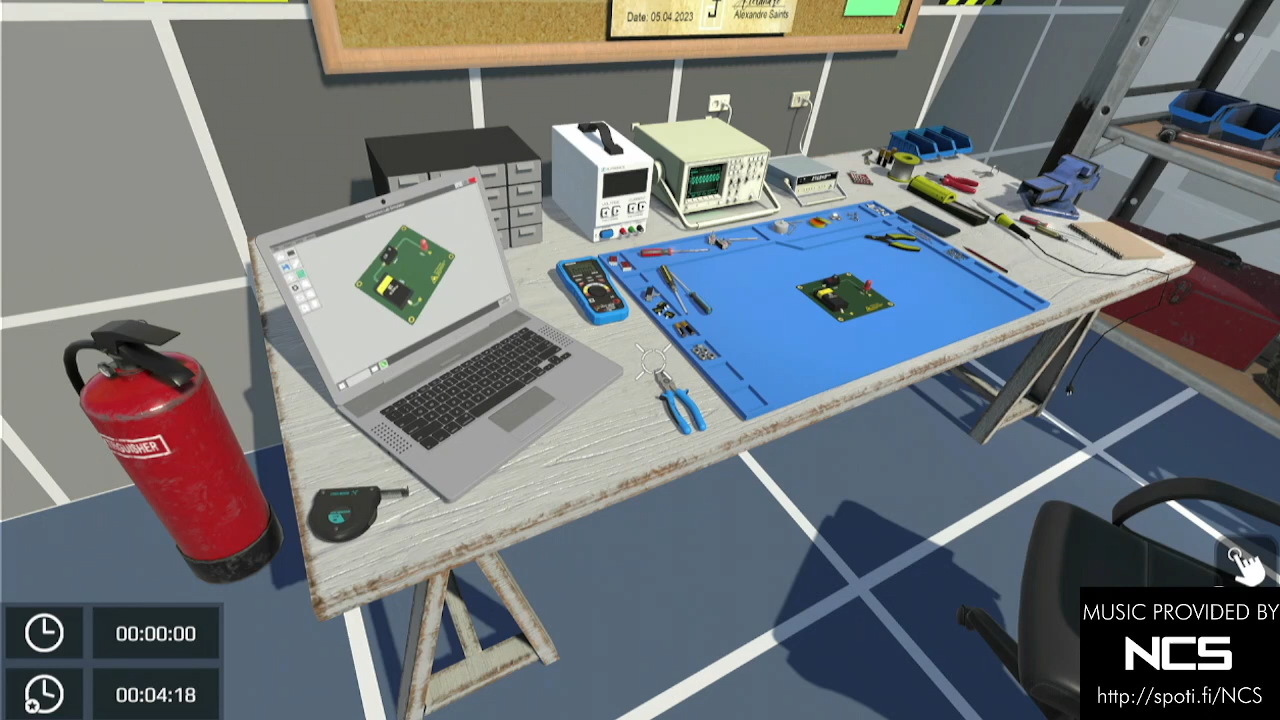 Date: 05.04.2023
Alexandre Saints
00:00:00
00:04:18
MUSIC PROVIDED BY
NCS
http://spoti.fi/NCS